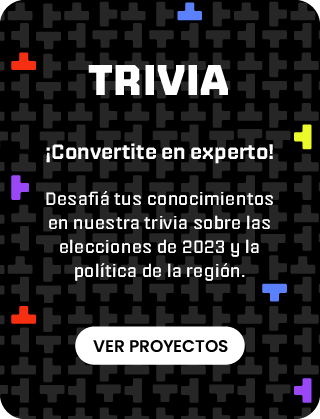 TRIVIA
¡Convertite en experto!
Desafiá tus conocimientos
en nuestra trivia sobre las
elecciones de 2023 y la
política de la región.
VER PROYECTOS